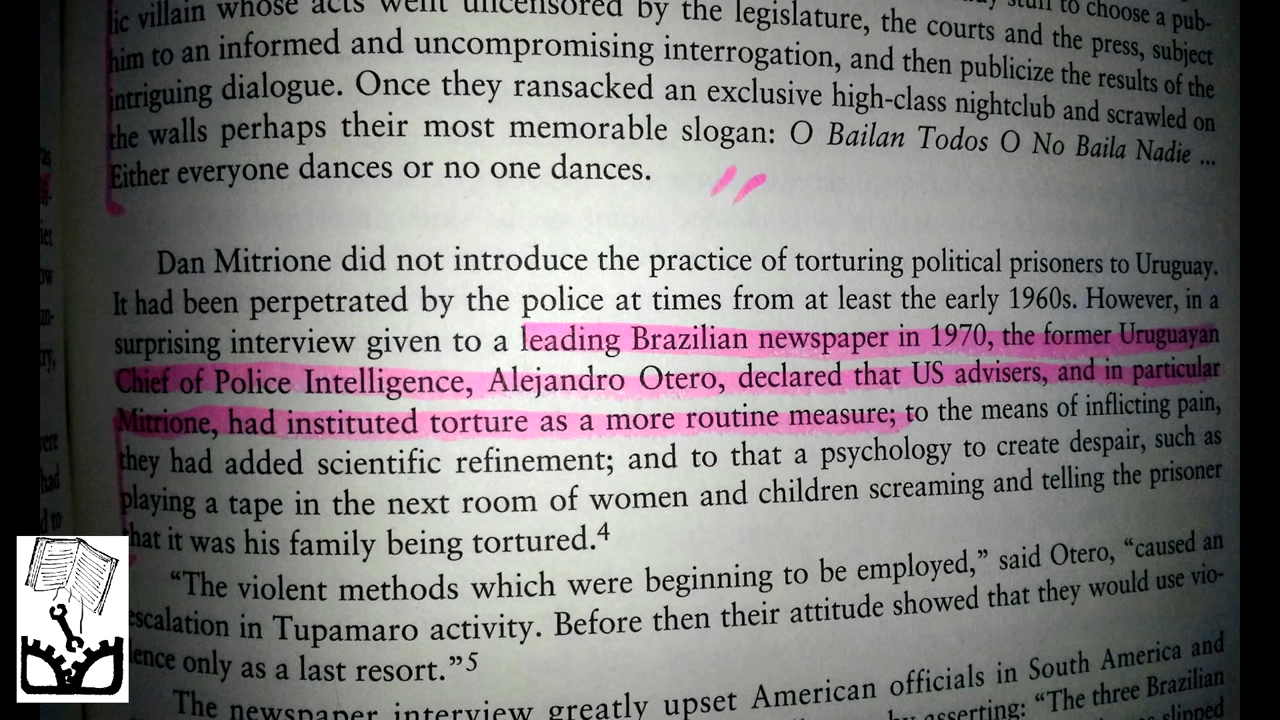 ic villain whose acts went uncensored by the legislature, the courts and the press, subject
him to an informed and uncompromising interrogation, and then publicize the results of the
intriguing dialogue. Once they ransacked an exclusive high-class nightclub and scrawled on
the walls perhaps their most memorable slogan: O Bailan Todos O No Baila Nadie ...
Either everyone dances or no one dances.
Dan Mitrione did not introduce the practice of torturing political prisoners to Uruguay.
It had been perpetrated by the police at times from at least the early 1960s. However, in a
surprising interview given to a leading Brazilian newspaper in 1970, the former Uruguayan
Chief of Police Intelligence, Alejandro Otero, declared that US advisers, and in particular
Mitrione, had instituted torture as a more routine measure; to the means of inflicting pain,
they had added scientific refinement; and to that a psychology to create despair, such as
playing a tape in the next room of women and children screaming and telling the prisoner
that it was his family being tortured.4
“The violent methods which were beginning to be employed,” said Otero, “caused an
escalation in Tupamaro activity. Before then their attitude showed that they would use vio-
lence only as a last resort.”5
The newspaper interview greatly upset American officials in South America and
asserting: “The three Brazilian
slipped